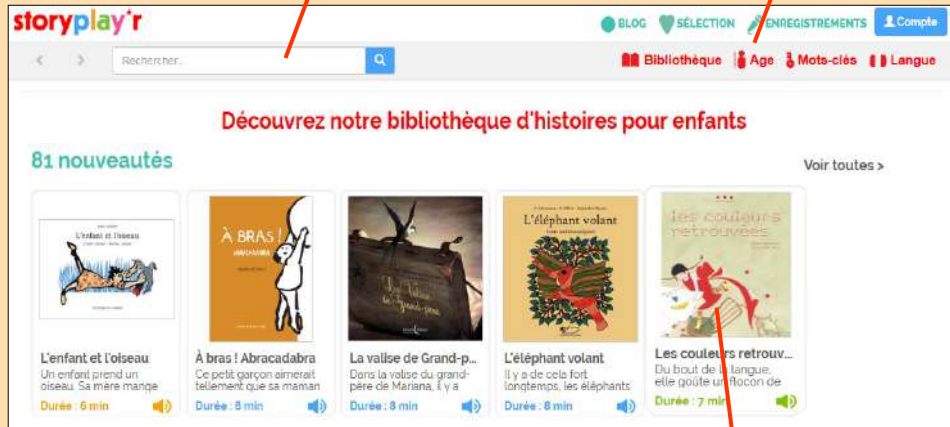 storyplay'r
BLOG SÉLECTION ENREGISTREMENTS Compte
Rechercher...
Bibliothèque Age Mots-clés Langue
Découvrez notre bibliothèque d'histoires pour enfants
81 nouveautés
Voir toutes >
L'enfant et l'oiseau
À BRAS !
ABRACADABRA
La Valise de Grand-père
L'éléphant volant
les couleurs retrouvées
L'enfant et l'oiseau
Un enfant prend un
oiseau. Sa mère mange
Durée : 6 min
À bras ! Abracadabra
Ce petit garçon aimerait
tellement que sa maman
Durée : 8 min
La valise de Grand-p...
Dans la valise du grand-
père de Mariana, il y a
Durée : 8 min
L'éléphant volant
Il y a de cela fort
longtemps, les éléphants
Durée : 8 min
Les couleurs retrouv...
Du bout de la langue,
elle goûte un flocon de
Durée : 7 min